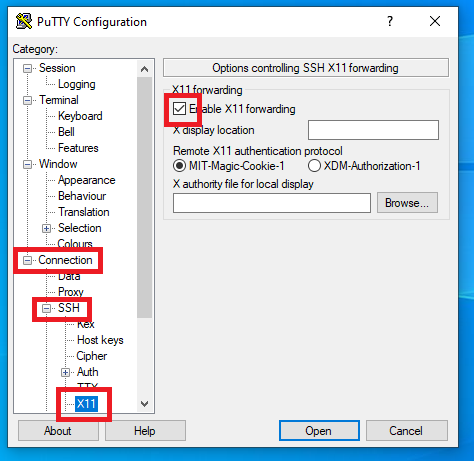 PuTTY Configuration
?
Category:
Session
Logging
Terminal
Keyboard
Bell
Features
Window
Appearance
Behaviour
Translation
Selection
Colours
Connection
Data
Proxy
SSH
Kex
Host keys
Cipher
Auth
TTY
X11
Options controlling SSH X11 forwarding
X11 forwarding
Enable X11 forwarding
X display location
Remote X11 authentication protocol
MIT-Magic-Cookie-1 XDM-Authorization-1
X authority file for local display
Browse...
About Help Open Cancel